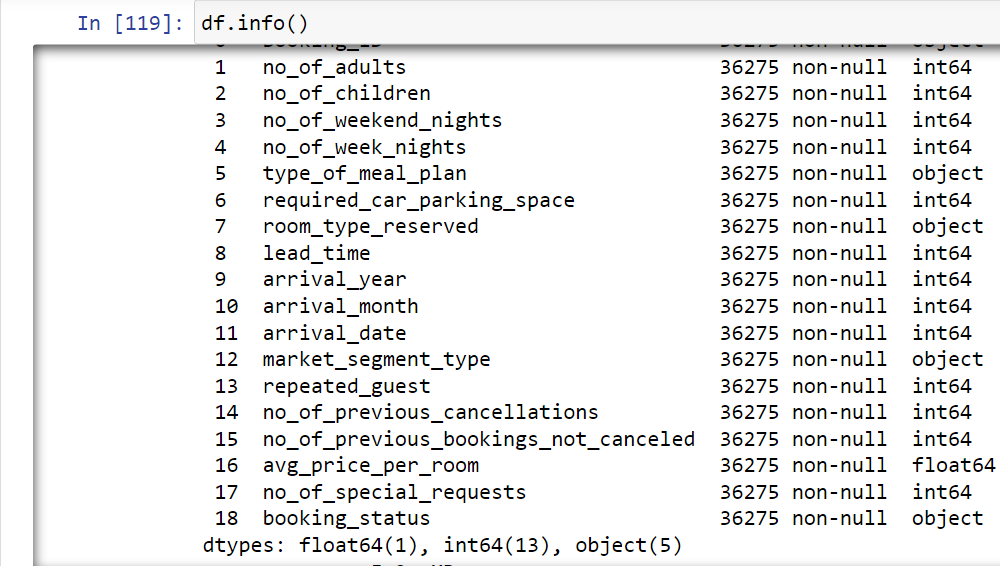 In [119]: df.info()
0 Booking_ID 36275 non-null object
1 no_of_adults 36275 non-null int64
2 no_of_children 36275 non-null int64
3 no_of_weekend_nights 36275 non-null int64
4 no_of_week_nights 36275 non-null int64
5 type_of_meal_plan 36275 non-null object
6 required_car_parking_space 36275 non-null int64
7 room_type_reserved 36275 non-null object
8 lead_time 36275 non-null int64
9 arrival_year 36275 non-null int64
10 arrival_month 36275 non-null int64
11 arrival_date 36275 non-null int64
12 market_segment_type 36275 non-null object
13 repeated_guest 36275 non-null int64
14 no_of_previous_cancellations 36275 non-null int64
15 no_of_previous_bookings_not_canceled 36275 non-null int64
16 avg_price_per_room 36275 non-null float64
17 no_of_special_requests 36275 non-null int64
18 booking_status 36275 non-null object
dtypes: float64(1), int64(13), object(5)